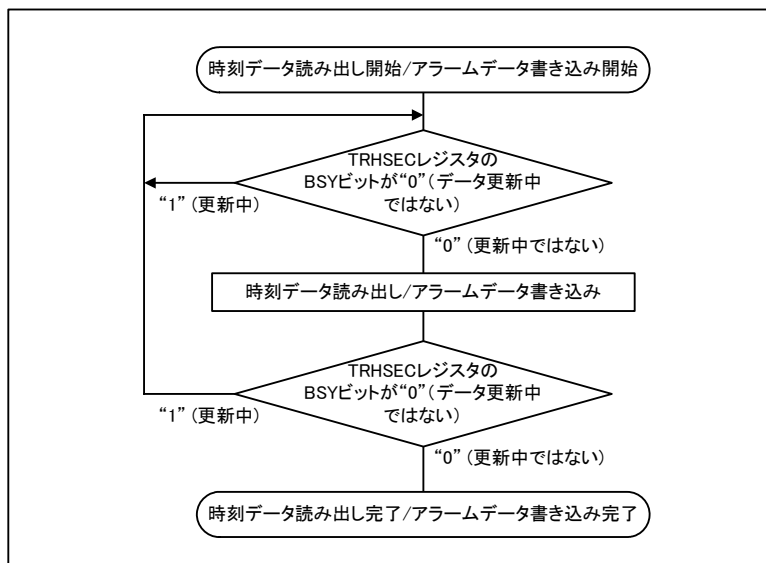 時刻データ読み出し開始/アラームデータ書き込み開始
TRHSECレジスタの
BSYビットが“0”(データ更新中
ではない)
“1” (更新中)
“0” (更新中ではない)
時刻データ読み出し/アラームデータ書き込み
TRHSECレジスタの
BSYビットが“0”(データ更新中
ではない)
“1” (更新中)
“0” (更新中ではない)
時刻データ読み出し完了/アラームデータ書き込み完了